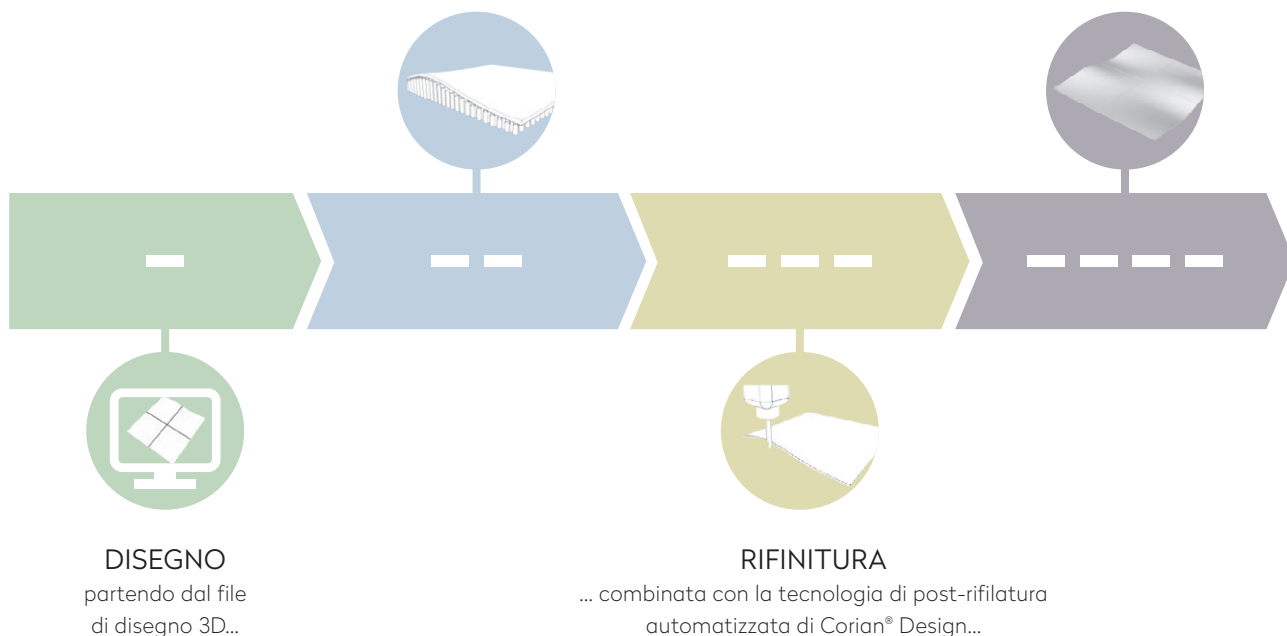 DISEGNO
partendo dal file
di disegno 3D...
RIFINITURA
... combinata con la tecnologia di post-rifilatura
automatizzata di Corian® Design...